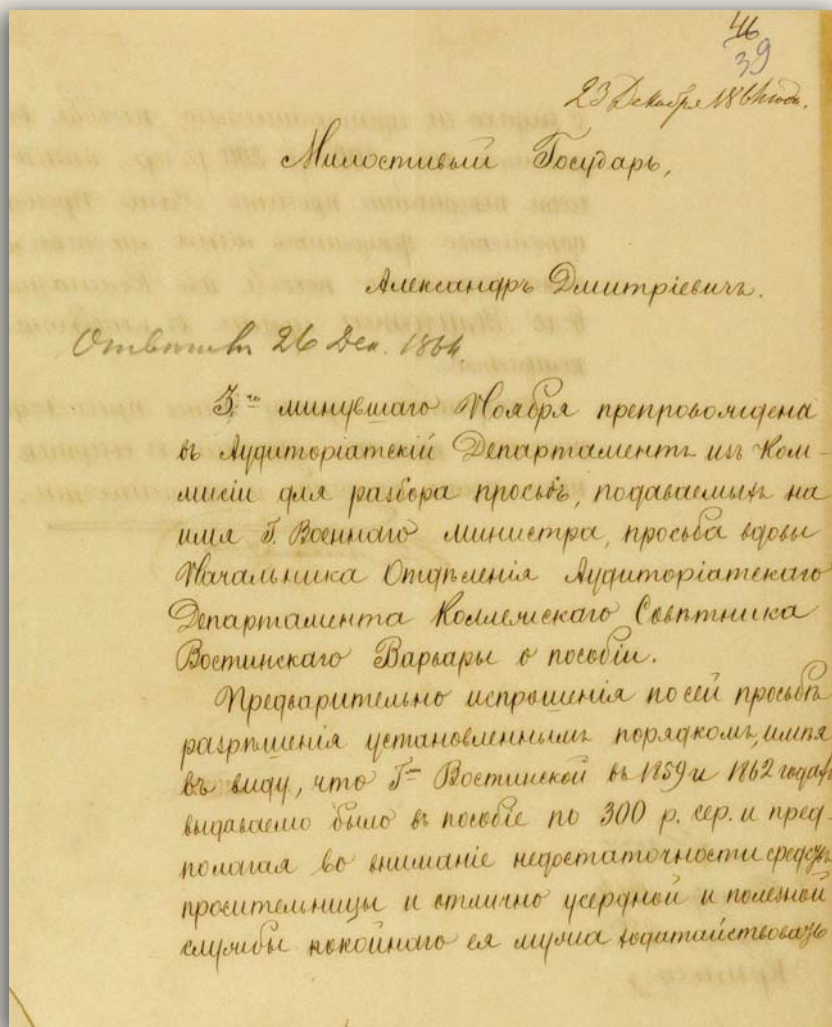 46
39
23 Декабря 1864 года.
Милостивый Государь,
Александръ Дмитріевичъ.
26 Дек. 1864.
минувшаго Ноября препровождена
въ Аудиторіатскій Департаментъ изъ Ком-
мисіи для разбора просьбъ, подаваемыхъ на
имя Г. Военнаго Министра, просьба вдовы
Начальника Отдѣленія Аудиторіатскаго
Департамента Коллежскаго Совѣтника
Востинскаго Варвары о пособіи.
Предварительно испрошенія по сей просьбѣ
разрѣшенія установленнымъ порядкомъ, имѣя
въ виду, что Г-жѣ Востинской въ 1859 и 1862 годахъ
выдаваемо было въ пособіе по 300 р. сер. и пред-
полагая во вниманіе недостаточности средствъ
просительницы и отлично усердной и полезной
службы покойнаго ея мужа ходатайствовать